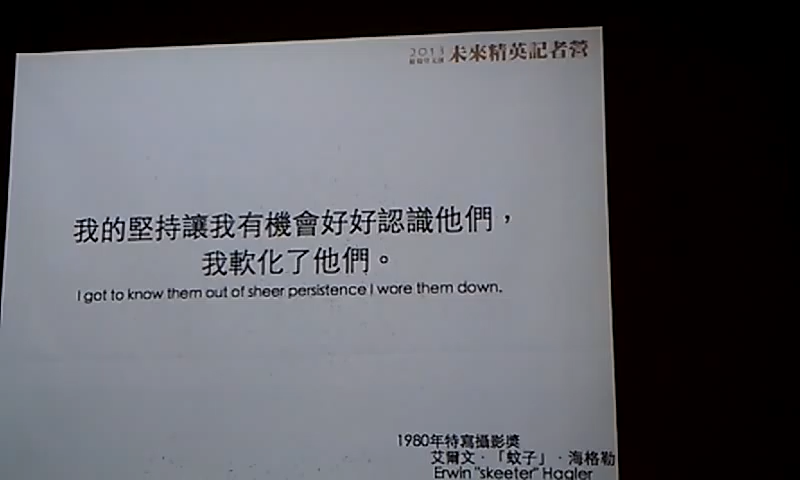 2013
未來精英記者營
我的堅持讓我有機會好好認識他們，
我軟化了他們。
I got to know them out of sheer persistence I wore them down.
1980年特寫攝影獎
艾爾文．「蚊子」．海格勒
Erwin "skeeter" Hagler